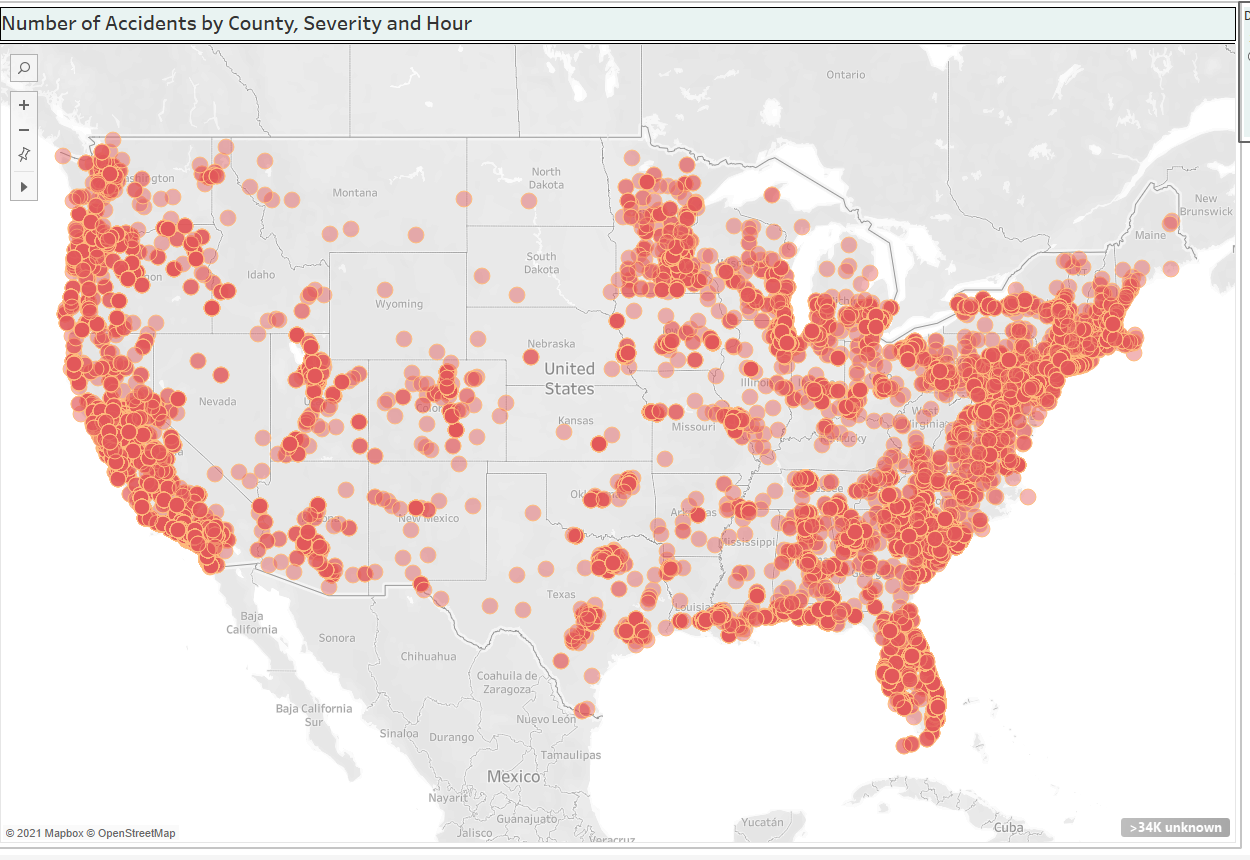 Number of Accidents by County, Severity and Hour
D
Ontario
North
Dakota
Montana
New
Brunswick
Maine
South
Dakota
Idaho
Wyoming
Nebraska
United
States
Nevada
Kansas
Missouri
New Mexico
Mississippi
Texas
Baja
California
Sonora
Chihuahua
Coahuila de
Zaragoza
Baja California
Sur
Nuevo León
Sinaloa
Durango
Tamaulipas
Mexico
Nayarit
Guanajuato
Yucatán
Jalisco
Veracruz
Cuba
>34K unknown
© 2021 Mapbox © OpenStreetMap